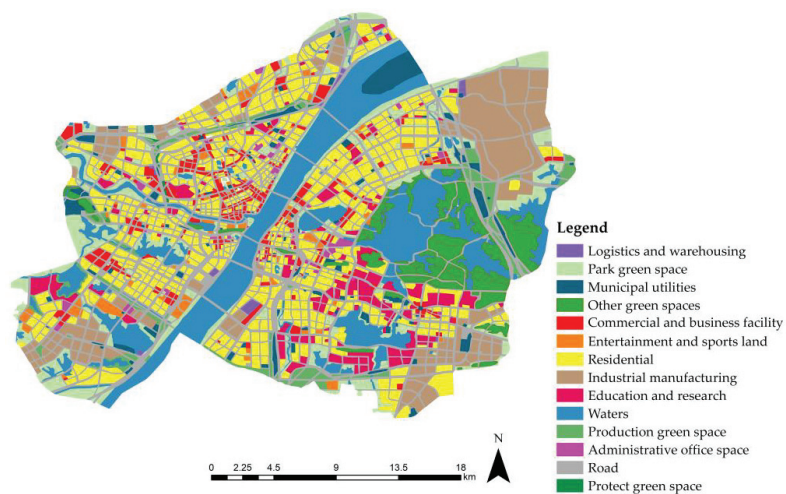 Legend
Logistics and warehousing
Park green space
Municipal utilities
Other green spaces
Commercial and business facility
Entertainment and sports land
Residential
Industrial manufacturing
Education and research
Waters
Production green space
Administrative office space
Road
Protect green space
N
0 2.25 4.5 9 13.5 18
km